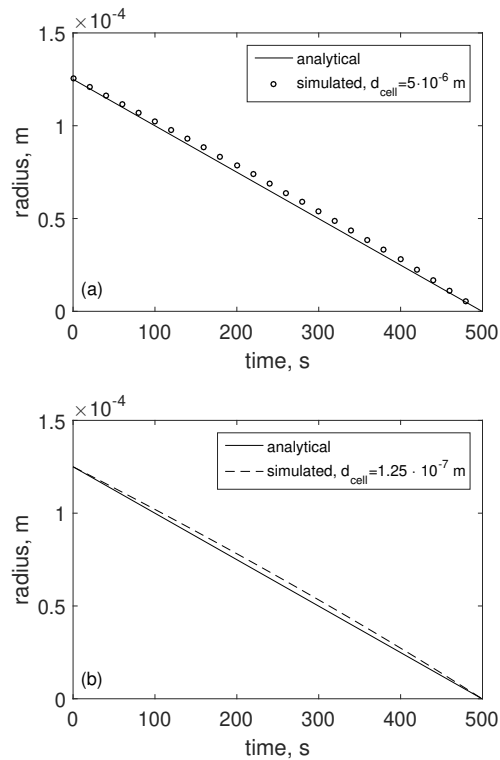 ×10⁻⁴
1.5
analytical
simulated, d_cell=5·10⁻⁶ m
1
radius, m
0.5
(a)
0
0 100 200 300 400 500
time, s
×10⁻⁴
1.5
analytical
simulated, d_cell=1.25 · 10⁻⁷ m
1
radius, m
0.5
(b)
0
0 100 200 300 400 500
time, s